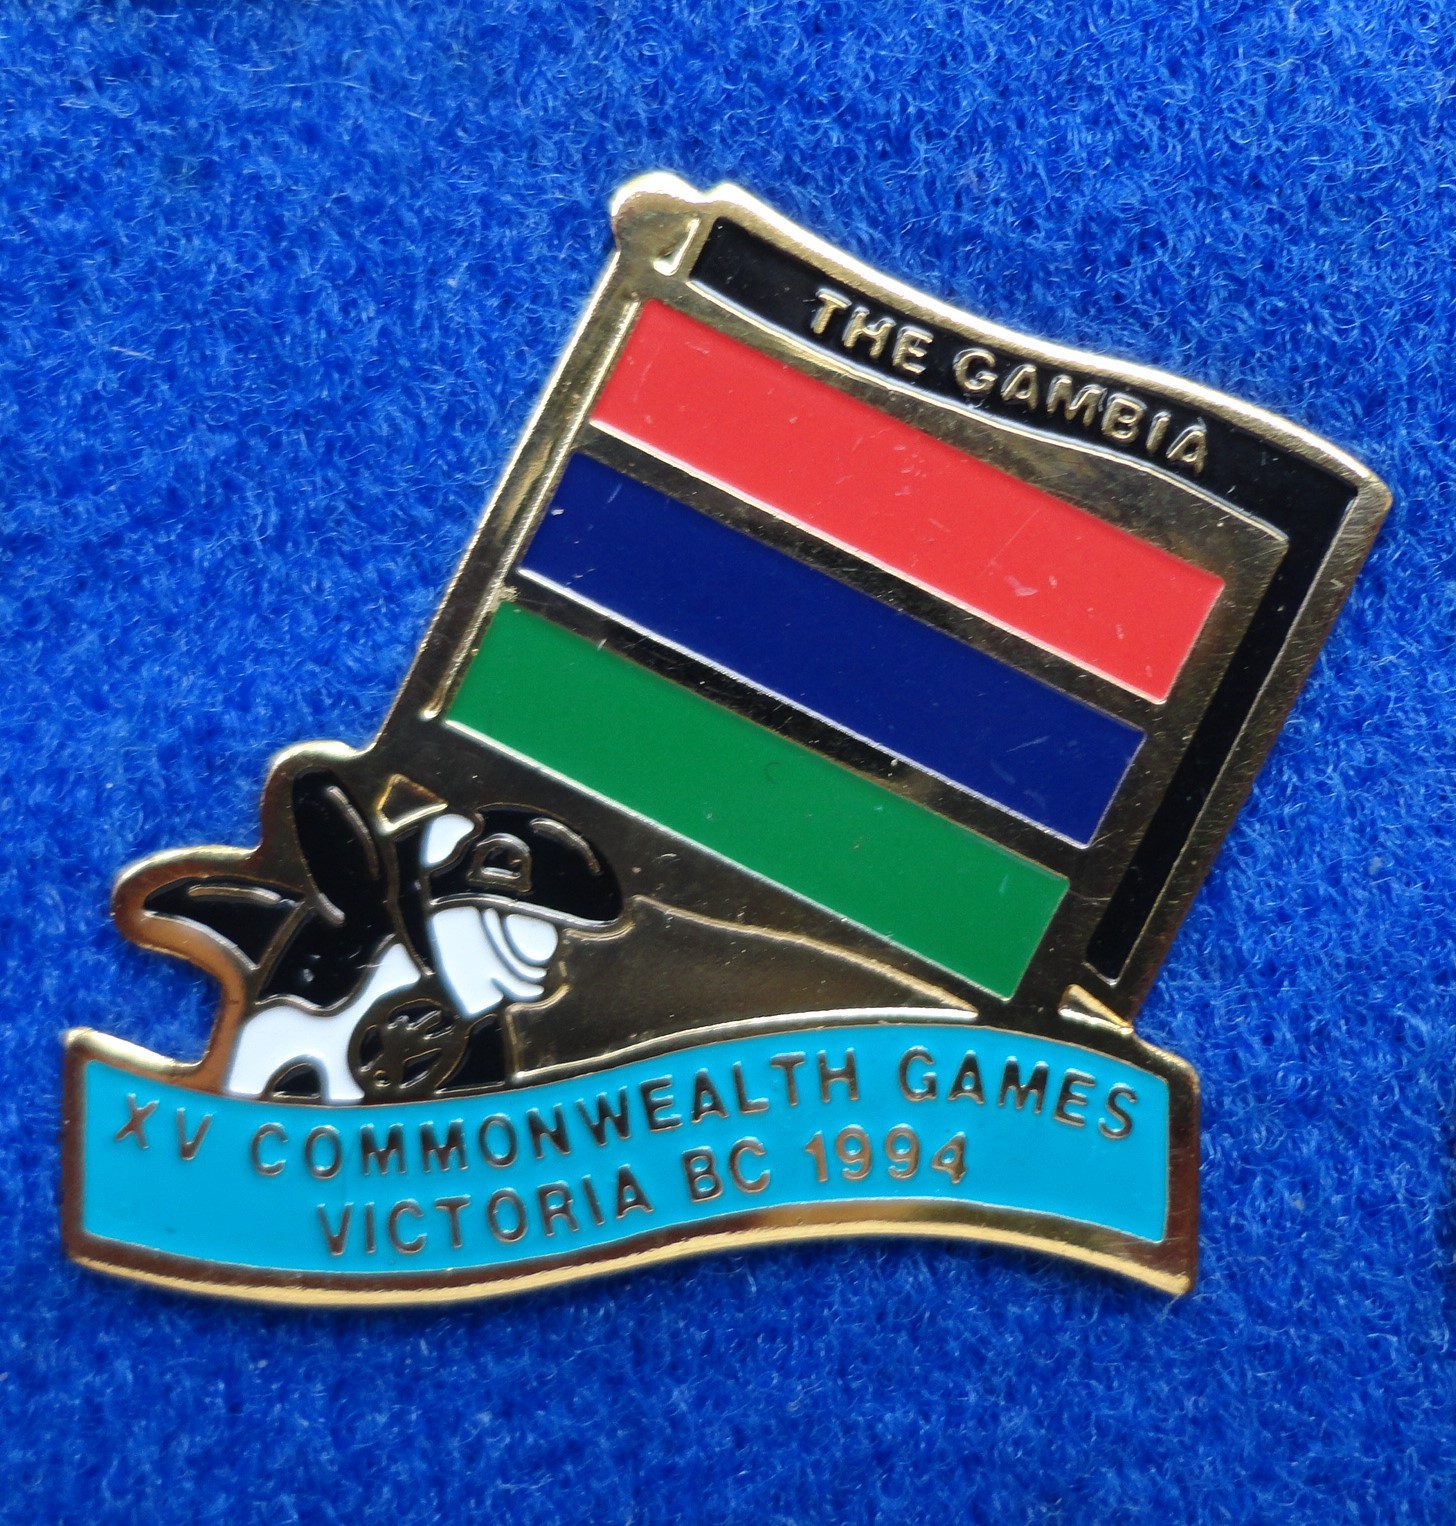 THE GAMBIA
XV COMMONWEALTH GAMES
VICTORIA BC 1994